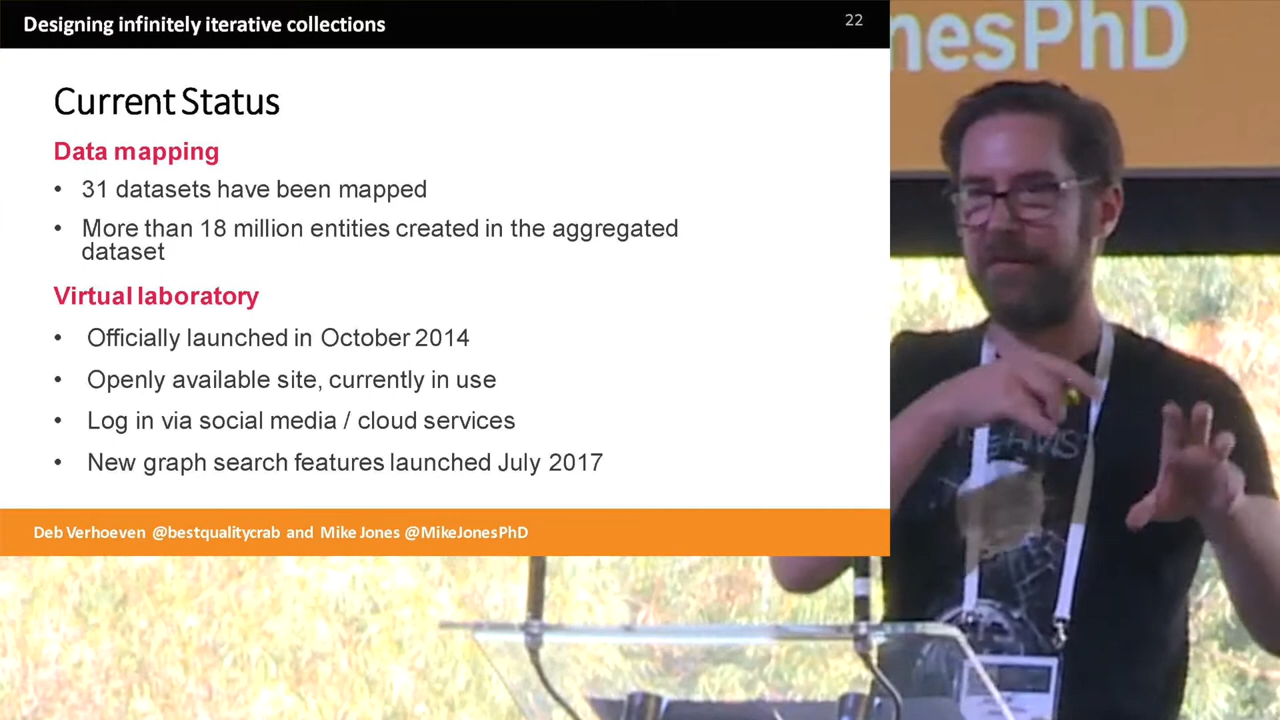 Designing infinitely iterative collections
22
nesPhD
Current Status
Data mapping
• 31 datasets have been mapped
• More than 18 million entities created in the aggregated
dataset
Virtual laboratory
• Officially launched in October 2014
• Openly available site, currently in use
• Log in via social media / cloud services
• New graph search features launched July 2017
Deb Verhoeven @bestqualitycrab and Mike Jones @MikeJonesPhD